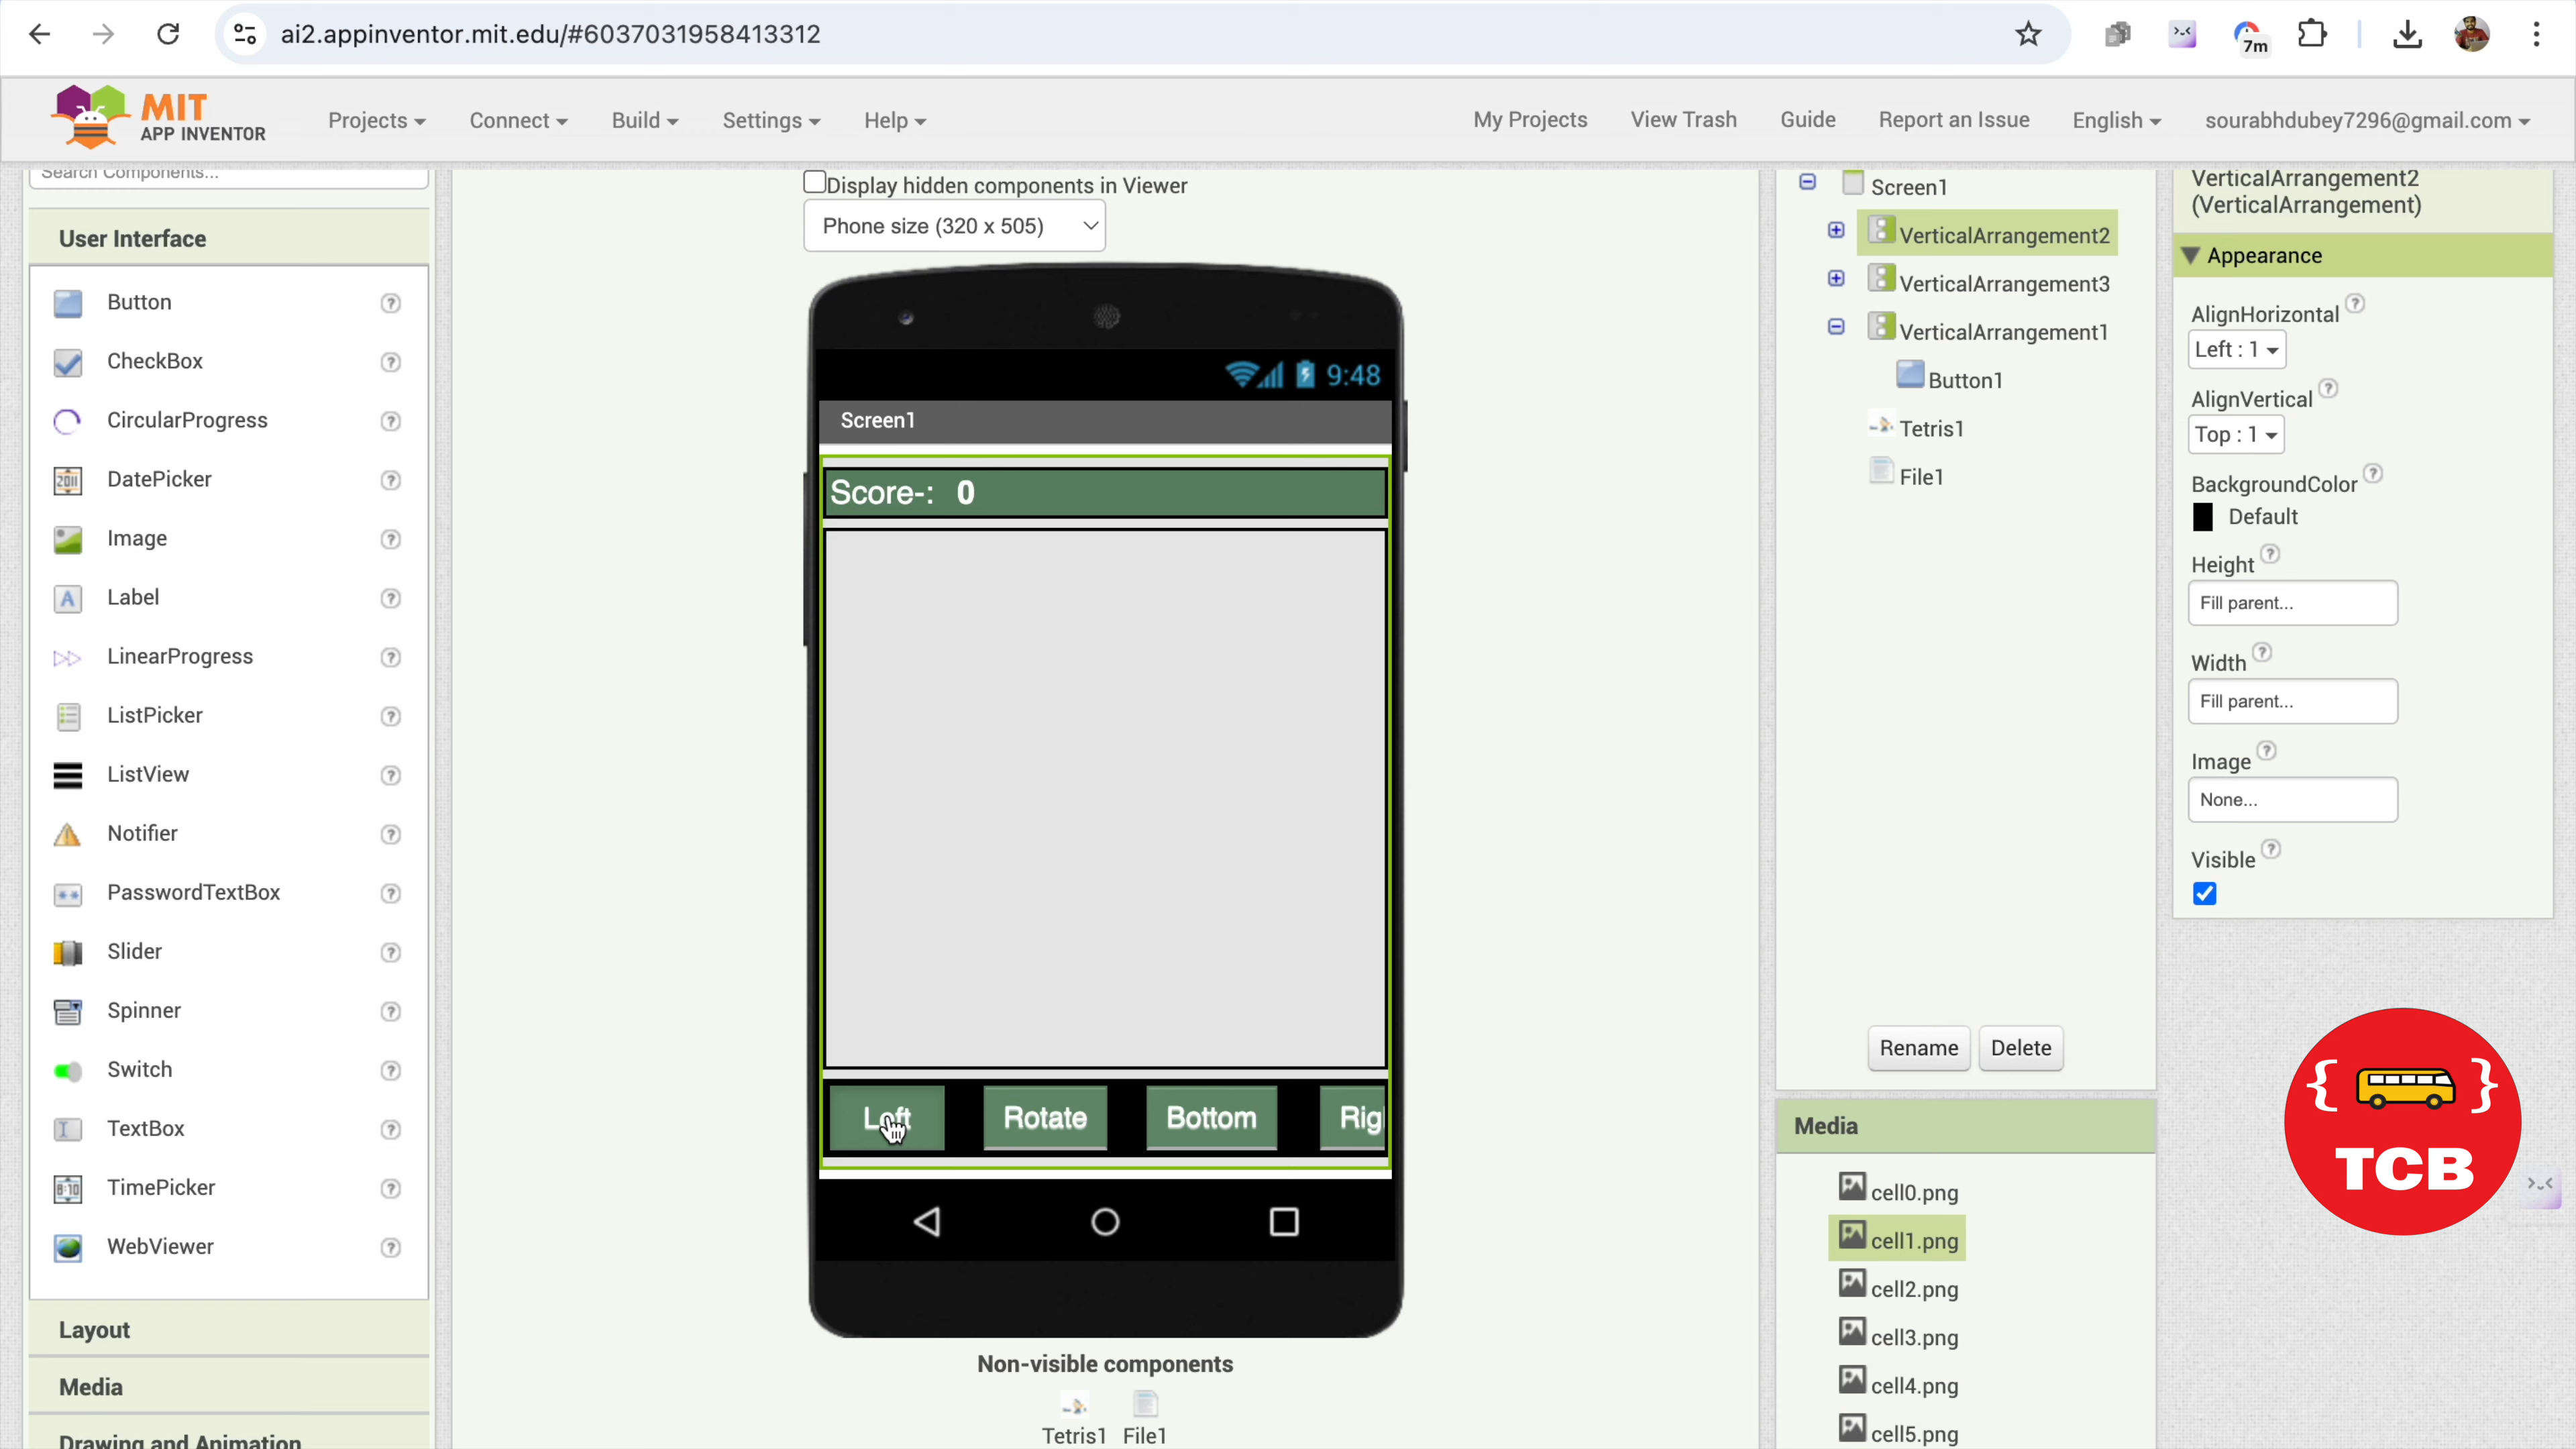 ai2.appinventor.mit.edu/#6037031958413312
7m
MIT
APP INVENTOR
Projects
Connect
Build
Settings
Help
My Projects
View Trash
Guide
Report an Issue
English
sourabhdubey7296@gmail.com
Search Components...
User Interface
Button
CheckBox
CircularProgress
DatePicker
Image
Label
LinearProgress
ListPicker
ListView
Notifier
PasswordTextBox
Slider
Spinner
Switch
TextBox
TimePicker
WebViewer
Layout
Media
Drawing and Animation
Display hidden components in Viewer
Phone size (320 x 505)
9:48
Screen1
Score-: 0
Left
Rotate
Bottom
Rig
Non-visible components
Tetris1
File1
Screen1
VerticalArrangement2
VerticalArrangement3
VerticalArrangement1
Button1
Tetris1
File1
Rename
Delete
Media
cell0.png
cell1.png
cell2.png
cell3.png
cell4.png
cell5.png
VerticalArrangement2
(VerticalArrangement)
Appearance
AlignHorizontal
Left : 1
AlignVertical
Top : 1
BackgroundColor
Default
Height
Fill parent...
Width
Fill parent...
Image
None...
Visible
{ }
TCB